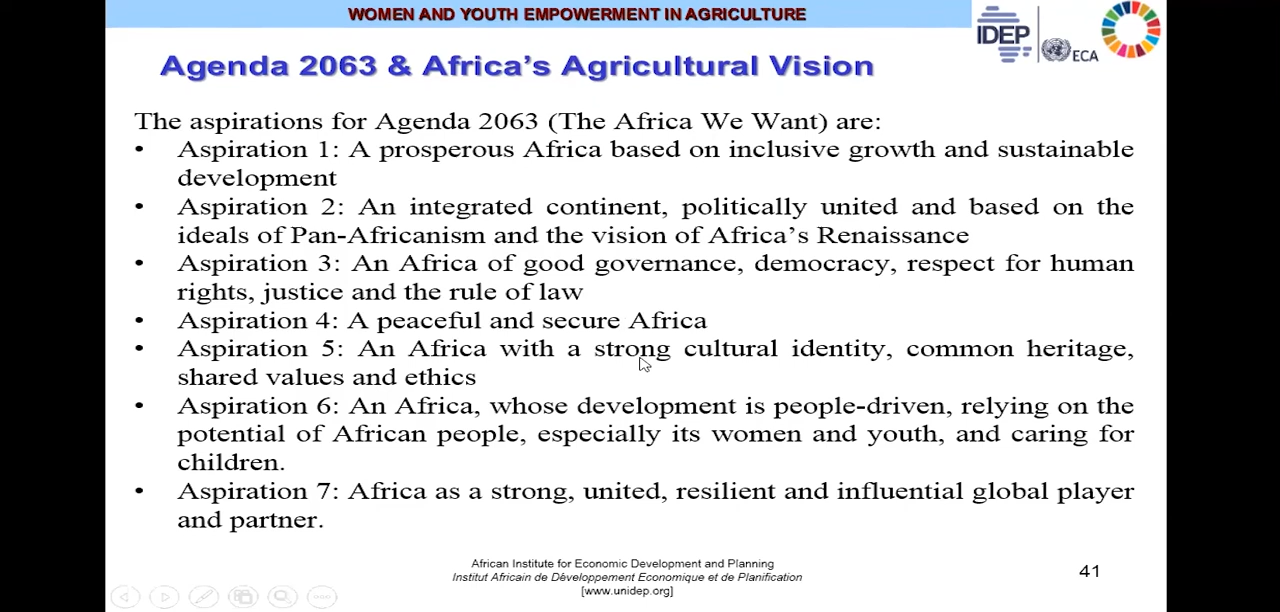 WOMEN AND YOUTH EMPOWERMENT IN AGRICULTURE
IDEP
ECA
Agenda 2063 & Africa's Agricultural Vision
The aspirations for Agenda 2063 (The Africa We Want) are:
• Aspiration 1: A prosperous Africa based on inclusive growth and sustainable
development
• Aspiration 2: An integrated continent, politically united and based on the
ideals of Pan-Africanism and the vision of Africa's Renaissance
• Aspiration 3: An Africa of good governance, democracy, respect for human
rights, justice and the rule of law
• Aspiration 4: A peaceful and secure Africa
• Aspiration 5: An Africa with a strong cultural identity, common heritage,
shared values and ethics
• Aspiration 6: An Africa, whose development is people-driven, relying on the
potential of African people, especially its women and youth, and caring for
children.
• Aspiration 7: Africa as a strong, united, resilient and influential global player
and partner.
African Institute for Economic Development and Planning
Institut Africain de Développement Economique et de Planification
[www.unidep.org]
41